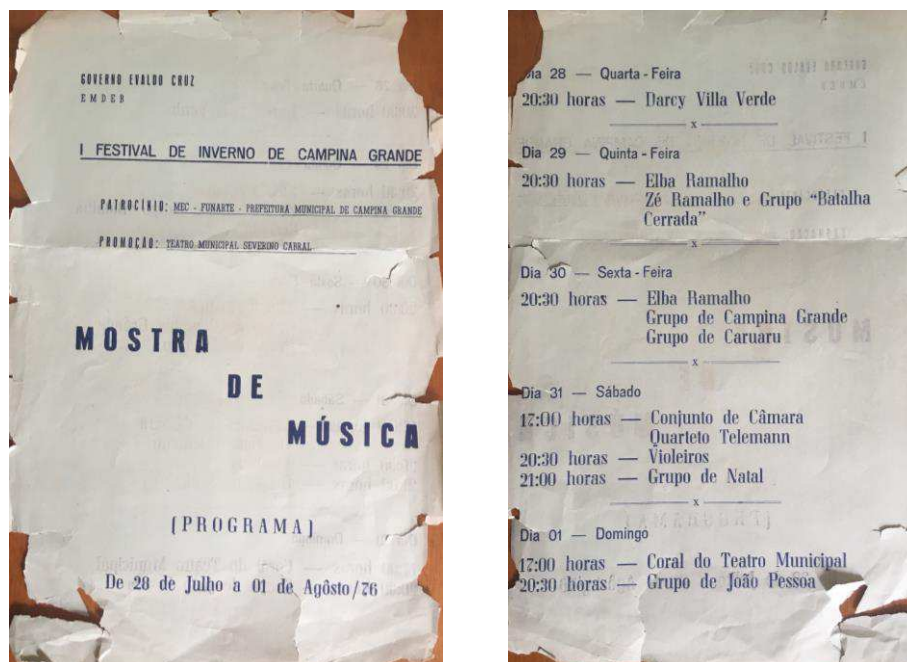 GOVERNO EVALDO CRUZ
EMDEB
I FESTIVAL DE INVERNO DE CAMPINA GRANDE
PATROCÍNIO: MEC - FUNARTE - PREFEITURA MUNICIPAL DE CAMPINA GRANDE
PROMOÇÃO: TEATRO MUNICIPAL SEVERINO CABRAL
MOSTRA
DE
MÚSICA
[PROGRAMA]
De 28 de Julho a 01 de Agôsto/76
Dia 28 — Quarta-Feira
20:30 horas — Darcy Villa Verde
x
Dia 29 — Quinta-Feira
20:30 horas — Elba Ramalho
Zé Ramalho e Grupo “Batalha
Cerrada”
x
Dia 30 — Sexta-Feira
20:30 horas — Elba Ramalho
Grupo de Campina Grande
Grupo de Caruaru
x
Dia 31 — Sábado
17:00 horas — Conjunto de Câmara
Quarteto Telemann
20:30 horas — Violeiros
21:00 horas — Grupo de Natal
x
Dia 01 — Domingo
17:00 horas — Coral do Teatro Municipal
20:30 horas — Grupo de João Pessoa